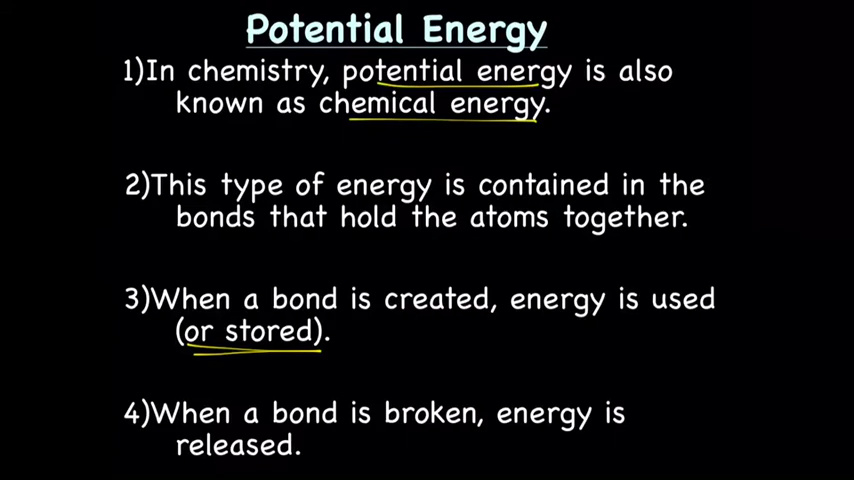 Potential Energy
1)In chemistry, potential energy is also
known as chemical energy.
2)This type of energy is contained in the
bonds that hold the atoms together.
3)When a bond is created, energy is used
(or stored).
4)When a bond is broken, energy is
released.